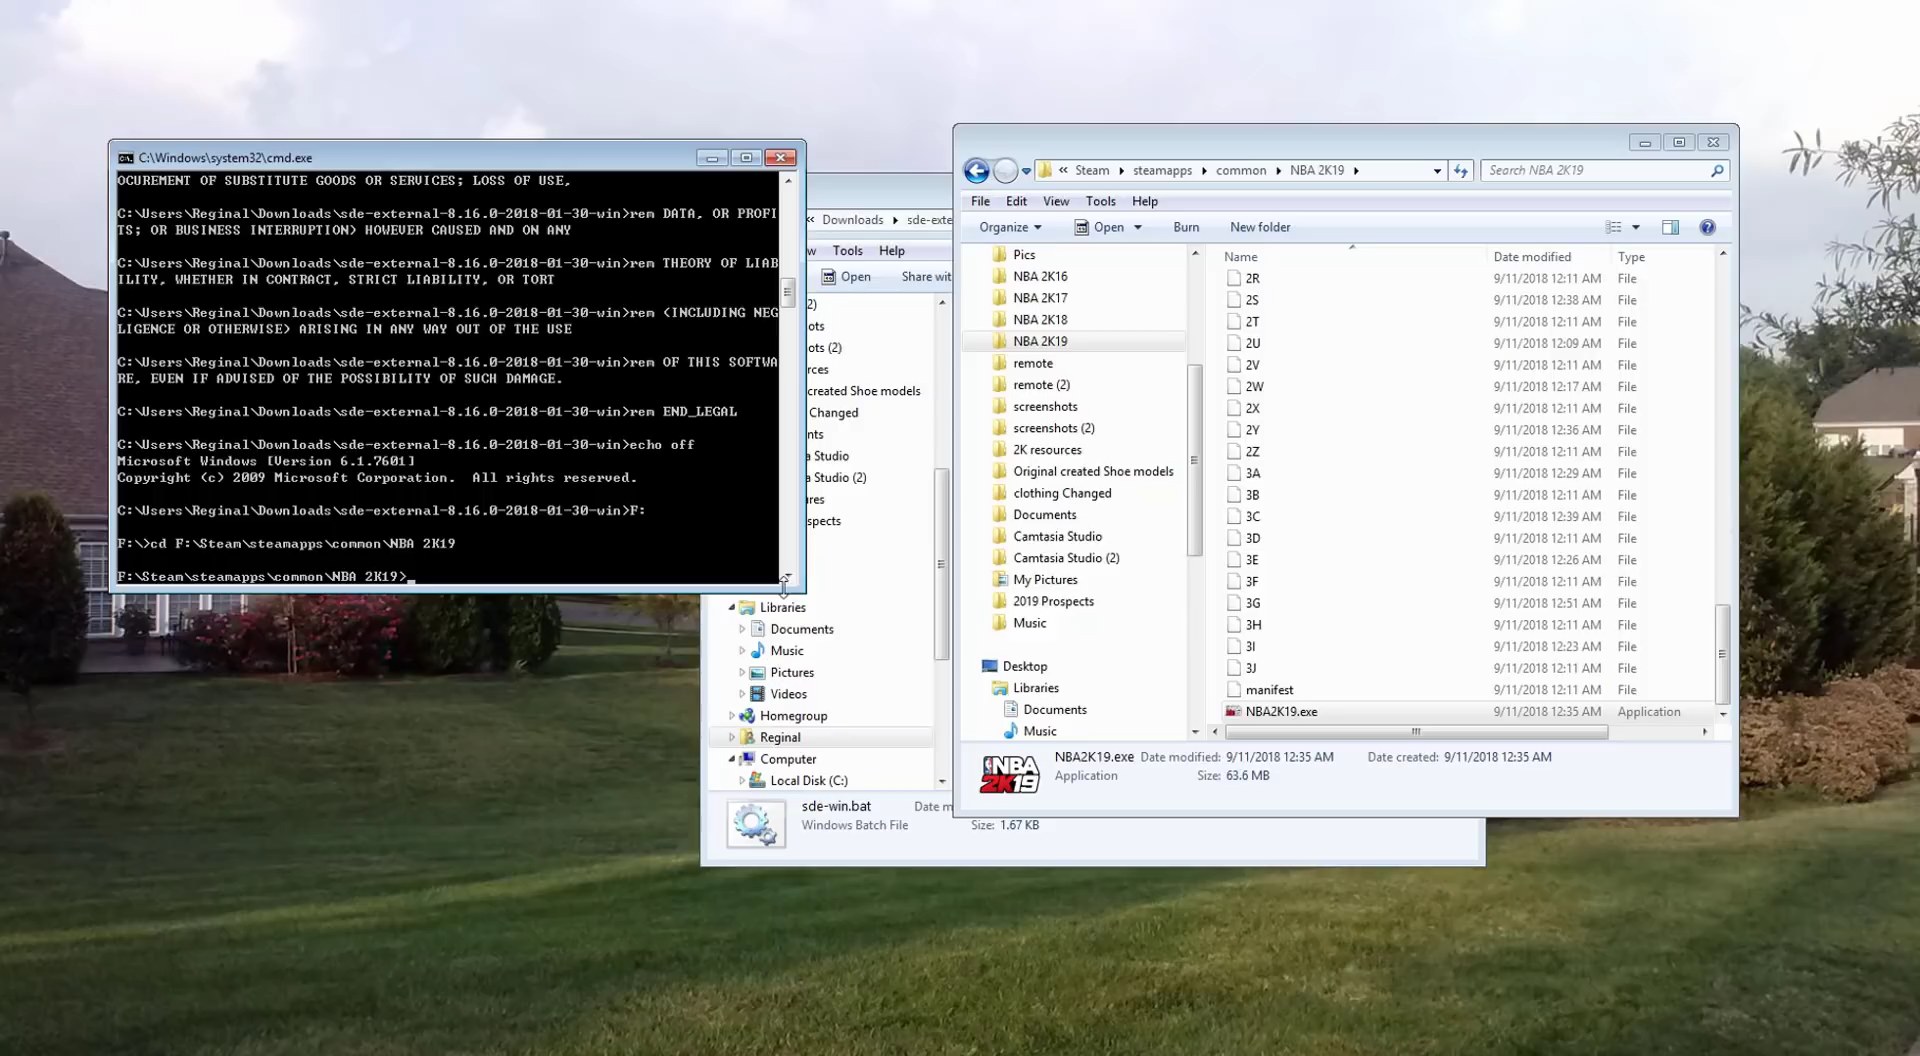 C:\Windows\system32\cmd.exe
OCUREMENT OF SUBSTITUTE GOODS OR SERVICES; LOSS OF USE,
C:\Users\Reginal\Downloads\sde-external-8.16.0-2018-01-30-win>rem DATA, OR PROFI
TS; OR BUSINESS INTERRUPTION) HOWEVER CAUSED AND ON ANY
C:\Users\Reginal\Downloads\sde-external-8.16.0-2018-01-30-win>rem THEORY OF LIAB
ILITY, WHETHER IN CONTRACT, STRICT LIABILITY, OR TORT
C:\Users\Reginal\Downloads\sde-external-8.16.0-2018-01-30-win>rem (INCLUDING NEG
LIGENCE OR OTHERWISE) ARISING IN ANY WAY OUT OF THE USE
C:\Users\Reginal\Downloads\sde-external-8.16.0-2018-01-30-win>rem OF THIS SOFTWA
RE, EVEN IF ADVISED OF THE POSSIBILITY OF SUCH DAMAGE.
C:\Users\Reginal\Downloads\sde-external-8.16.0-2018-01-30-win>rem END_LEGAL
C:\Users\Reginal\Downloads\sde-external-8.16.0-2018-01-30-win>echo off
Microsoft Windows [Version 6.1.7601]
Copyright (c) 2009 Microsoft Corporation.  All rights reserved.
C:\Users\Reginal\Downloads\sde-external-8.16.0-2018-01-30-win>F:
F:\>cd F:\Steam\steamapps\common\NBA 2K19
F:\Steam\steamapps\common\NBA 2K19>_
« Downloads ▸ sde-exte
w Tools Help
Open Share wit
2)
ots
ots (2)
rces
created Shoe models
Changed
nts
a Studio
a Studio (2)
ures
spects
Libraries
Documents
Music
Pictures
Videos
Homegroup
Reginal
Computer
Local Disk (C:)
sde-win.bat Date m
Windows Batch File Size: 1.67 KB
« Steam ▸ steamapps ▸ common ▸ NBA 2K19 ▸
Search NBA 2K19
File Edit View Tools Help
Organize Open Burn New folder
Pics
NBA 2K16
NBA 2K17
NBA 2K18
NBA 2K19
remote
remote (2)
screenshots
screenshots (2)
2K resources
Original created Shoe models
clothing Changed
Documents
Camtasia Studio
Camtasia Studio (2)
My Pictures
2019 Prospects
Music
Desktop
Libraries
Documents
Music
Name Date modified Type
2R 9/11/2018 12:11 AM File
2S 9/11/2018 12:38 AM File
2T 9/11/2018 12:11 AM File
2U 9/11/2018 12:09 AM File
2V 9/11/2018 12:11 AM File
2W 9/11/2018 12:17 AM File
2X 9/11/2018 12:11 AM File
2Y 9/11/2018 12:36 AM File
2Z 9/11/2018 12:11 AM File
3A 9/11/2018 12:29 AM File
3B 9/11/2018 12:11 AM File
3C 9/11/2018 12:39 AM File
3D 9/11/2018 12:11 AM File
3E 9/11/2018 12:26 AM File
3F 9/11/2018 12:11 AM File
3G 9/11/2018 12:51 AM File
3H 9/11/2018 12:11 AM File
3I 9/11/2018 12:23 AM File
3J 9/11/2018 12:11 AM File
manifest 9/11/2018 12:11 AM File
NBA2K19.exe 9/11/2018 12:35 AM Application
NBA
2K19
NBA2K19.exe Date modified: 9/11/2018 12:35 AM Date created: 9/11/2018 12:35 AM
Application Size: 63.6 MB